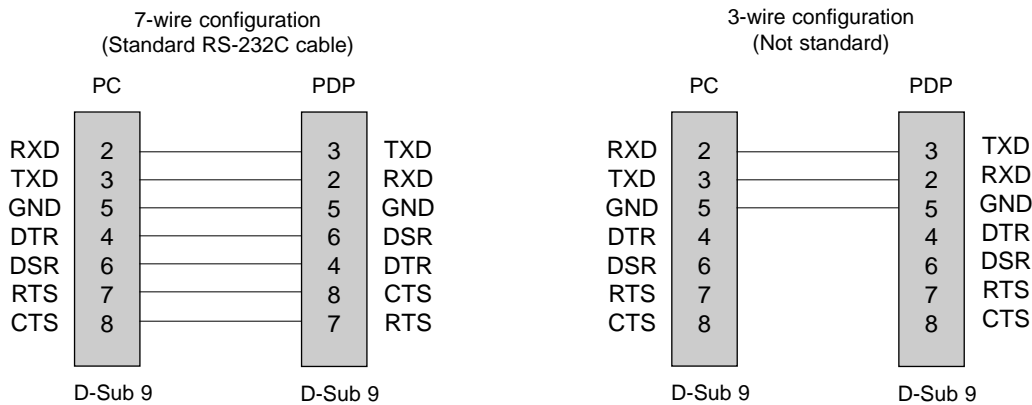 7-wire configuration
(Standard RS-232C cable)
PC PDP
RXD 2 3 TXD
TXD 3 2 RXD
GND 5 5 GND
DTR 4 6 DSR
DSR 6 4 DTR
RTS 7 8 CTS
CTS 8 7 RTS
D-Sub 9 D-Sub 9
3-wire configuration
(Not standard)
PC PDP
RXD 2 3 TXD
TXD 3 2 RXD
GND 5 5 GND
DTR 4 4 DTR
DSR 6 6 DSR
RTS 7 7 RTS
CTS 8 8 CTS
D-Sub 9 D-Sub 9